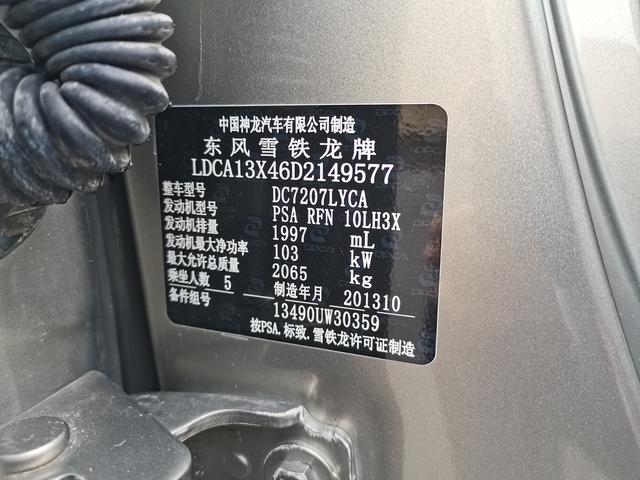 中国神龙汽车有限公司制造
东风雪铁龙牌
LDCA13X46D2149577
整车型号 DC7207LYCA
发动机型号 PSA RFN 10LH3X
发动机排量 1997 mL
发动机最大净功率 103 kW
最大允许总质量 2065 kg
乘坐人数 5 制造年月 201310
备件组号 13490UW30359
按PSA.标致.雪铁龙许可证制造